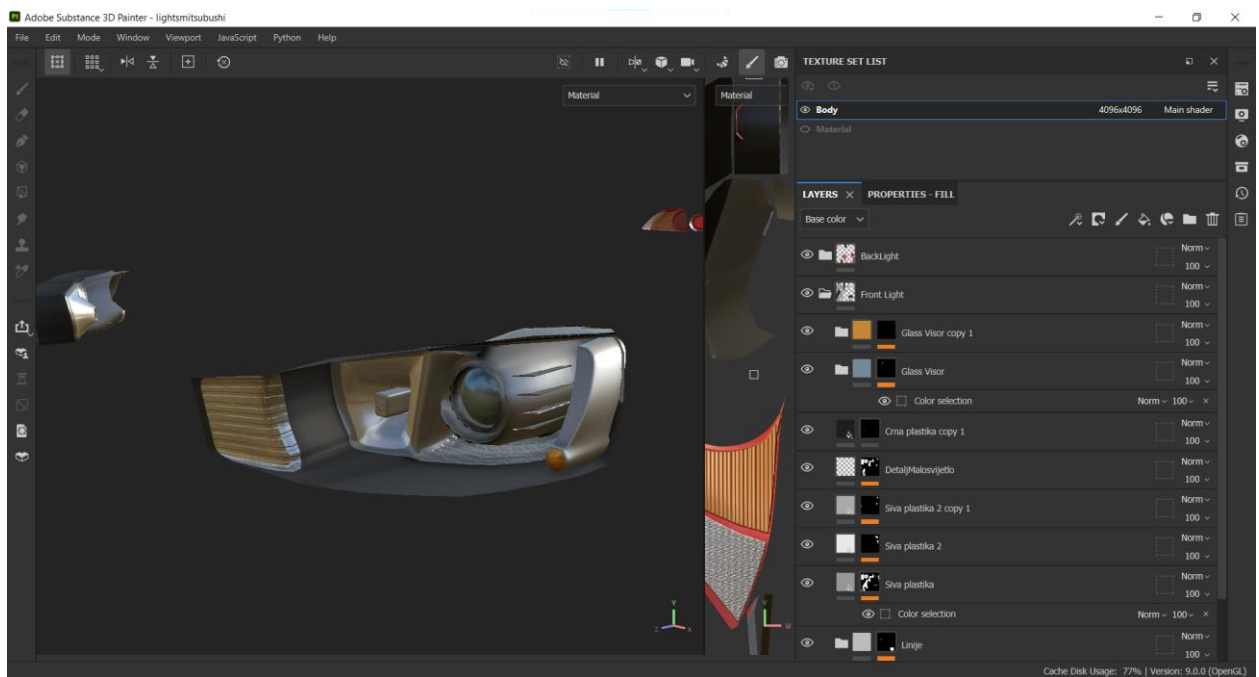 Adobe Substance 3D Painter - lightsmitsubushi
File Edit Mode Window Viewport JavaScript Python Help
Material
Material
TEXTURE SET LIST
Body 4096x4096 Main shader
Material
LAYERS PROPERTIES - FILL
Base color
BackLight Norm 100
Front Light Norm 100
Glass Visor copy 1 Norm 100
Glass Visor Norm 100
Color selection Norm 100
Crna plastika copy 1 Norm 100
DetaljMalosvijetlo Norm 100
Siva plastika 2 copy 1 Norm 100
Siva plastika 2 Norm 100
Siva plastika Norm 100
Color selection Norm 100
Linije Norm 100
Y
Z X
V
U
Cache Disk Usage: 77% | Version: 9.0.0 (OpenGL)